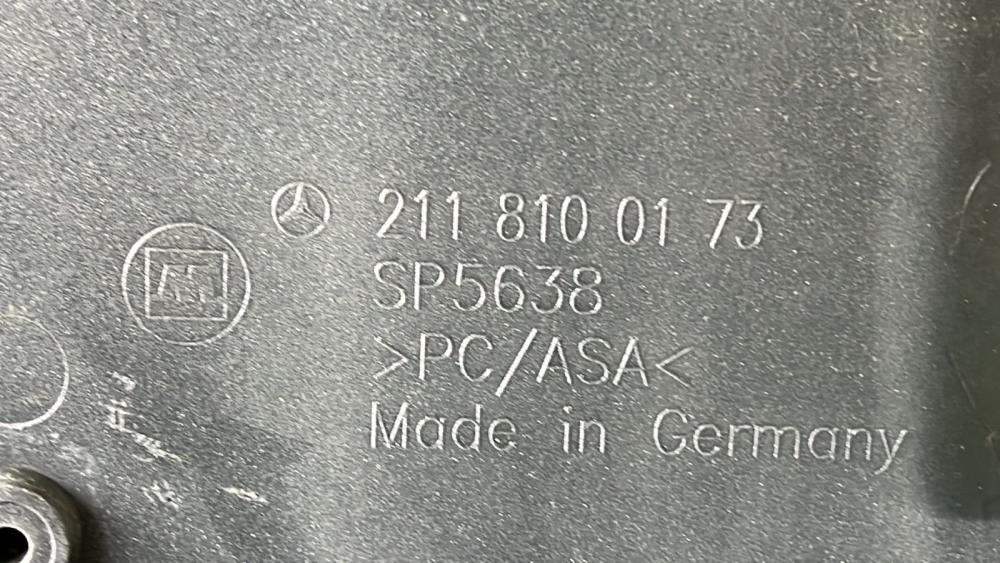 211 810 01 73
SP5638
>PC/ASA<
Made in Germany